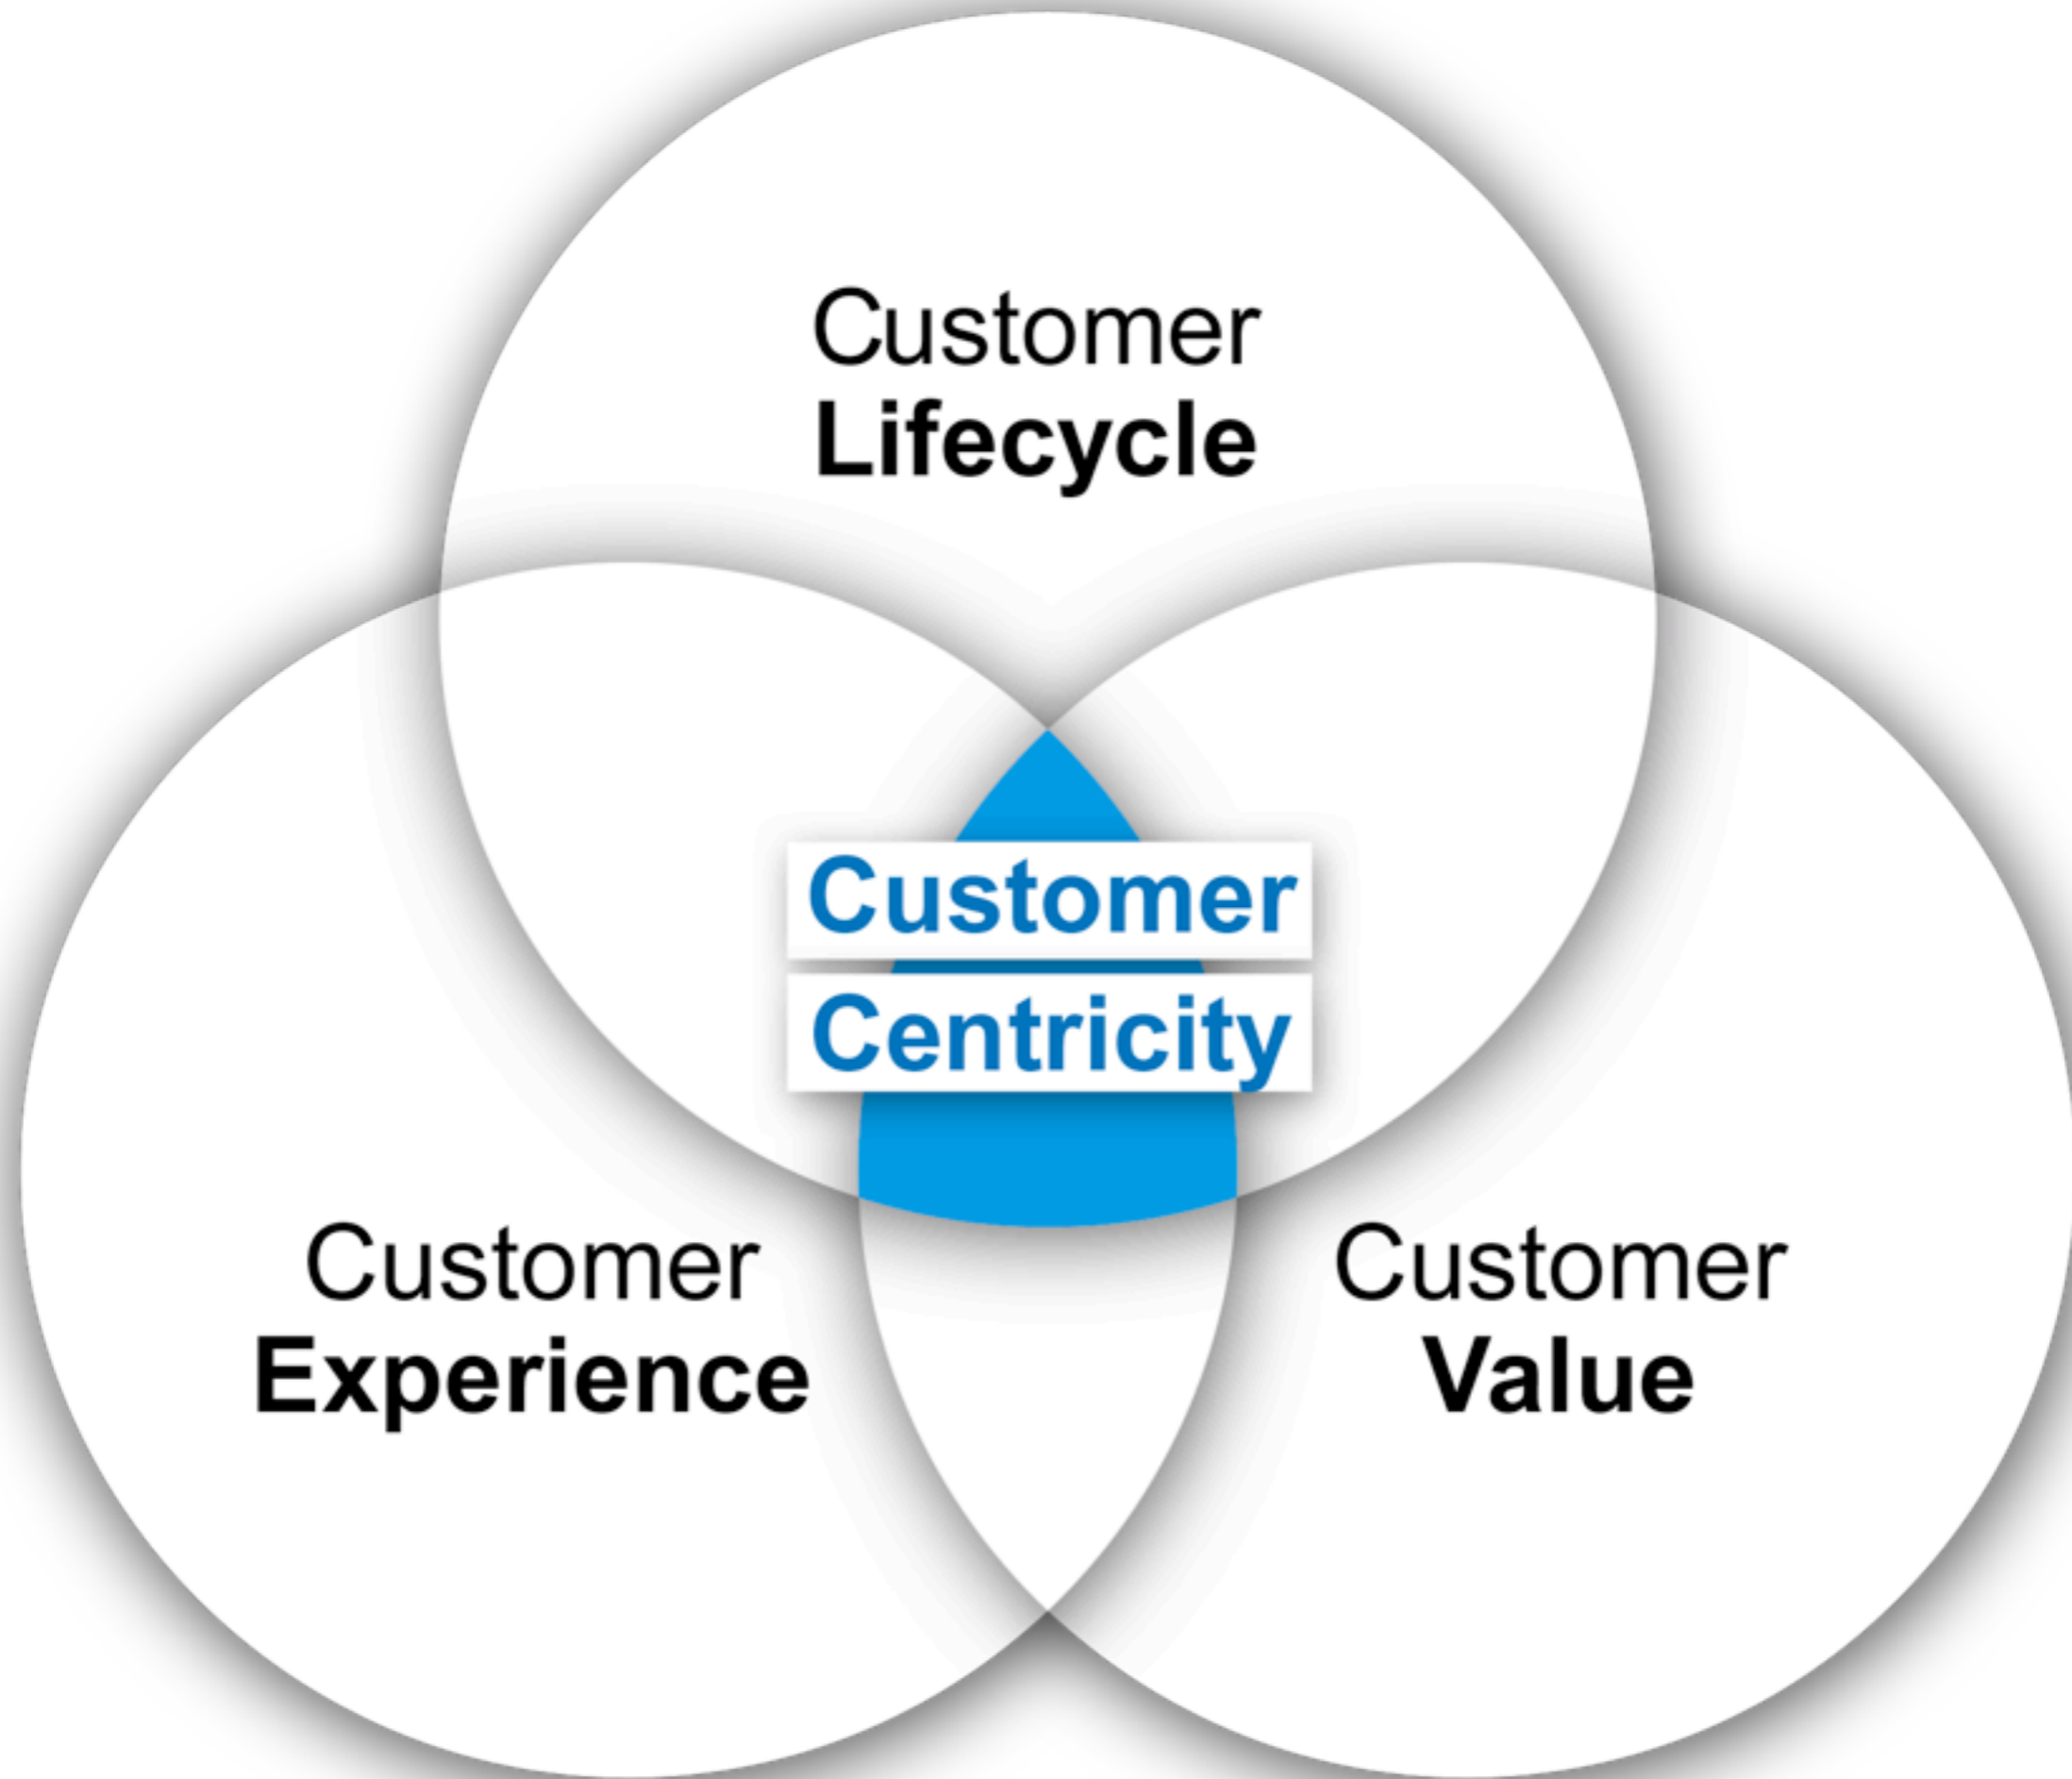 Customer
Lifecycle
Customer
Centricity
Customer
Experience
Customer
Value